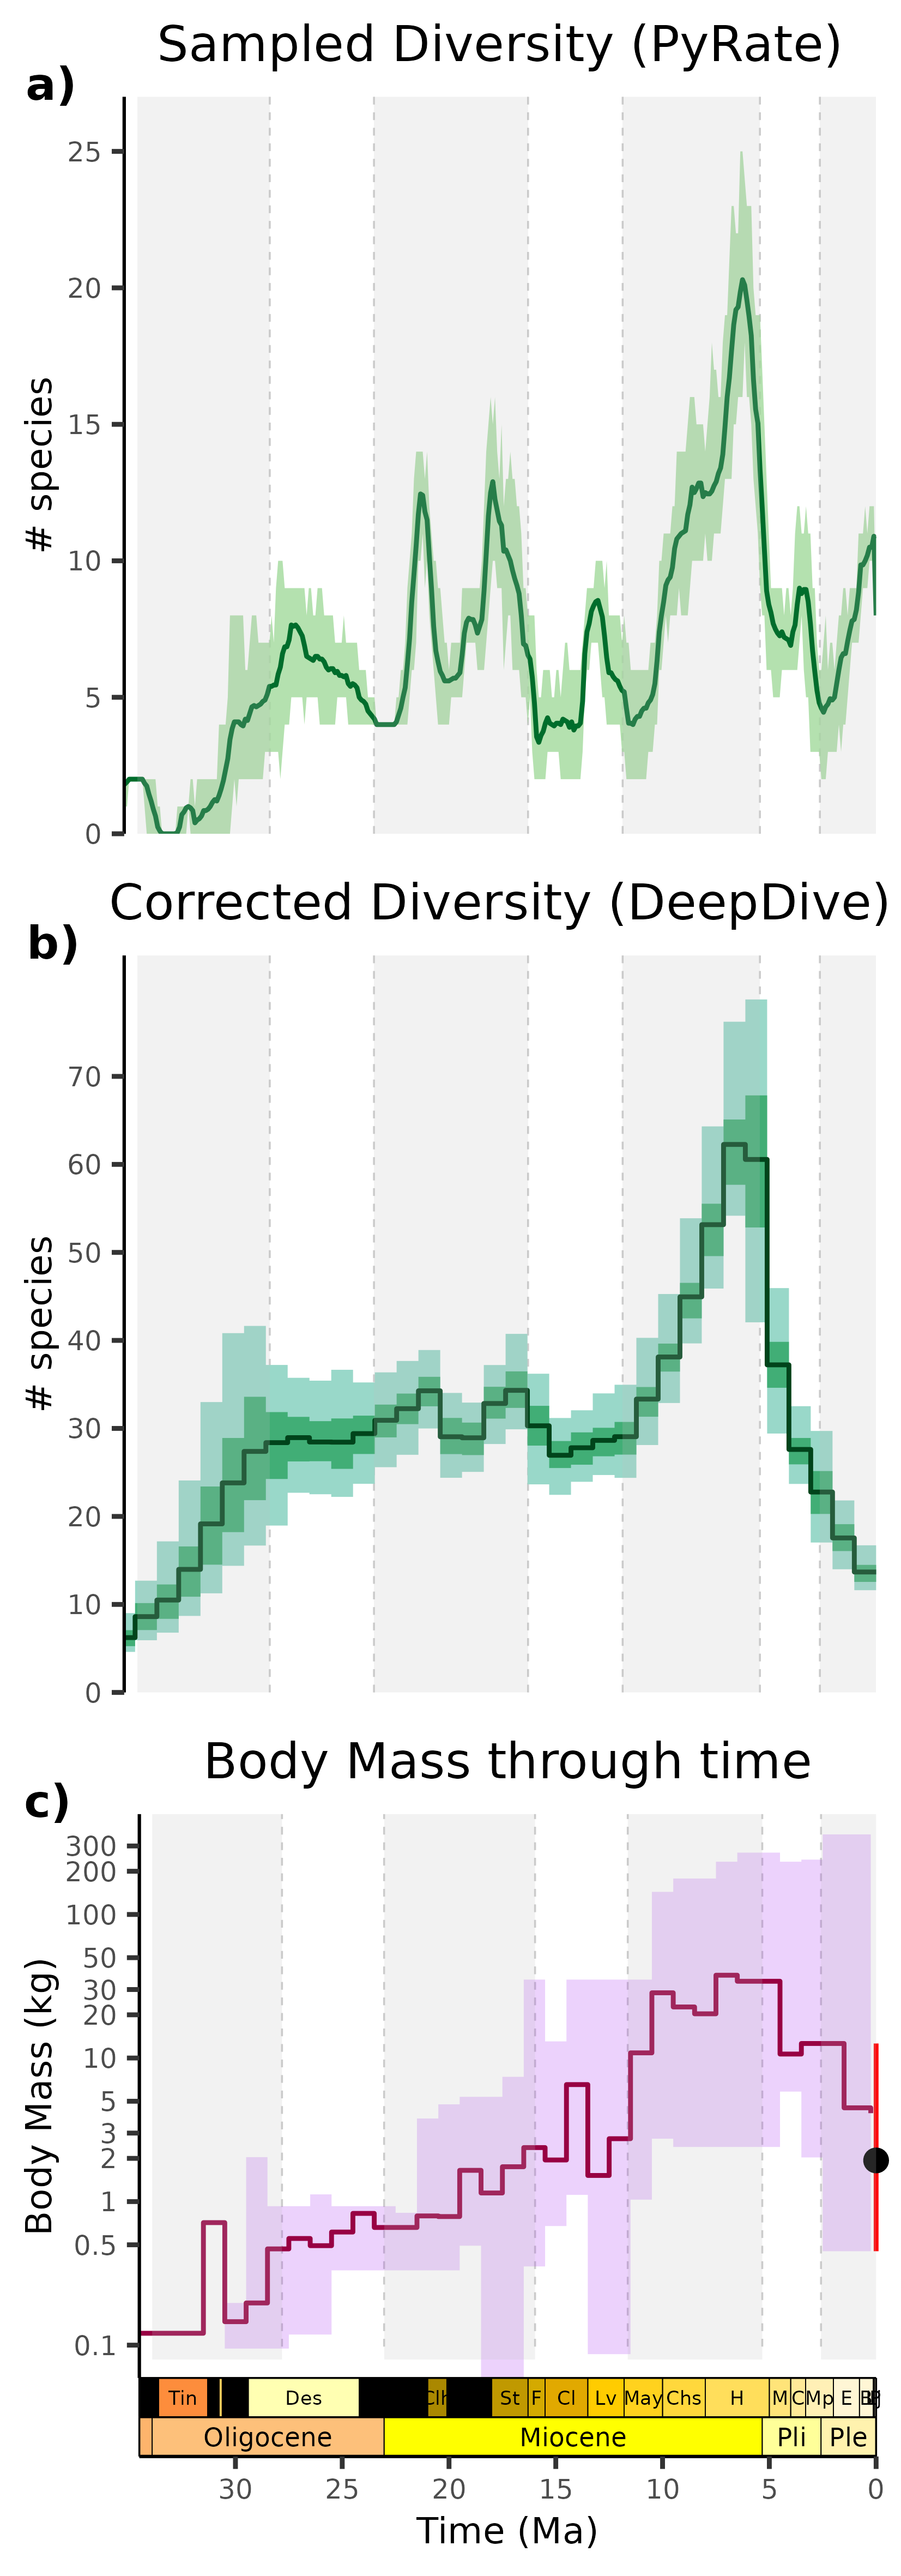 Sampled Diversity (PyRate)
a)
25
20
15
10
5
0
# species
Corrected Diversity (DeepDive)
b)
70
60
50
40
30
20
10
0
# species
Body Mass through time
c)
300
200
100
50
30
20
10
5
3
2
1
0.5
0.1
Body Mass (kg)
Tin Des St F Cl Lv May Chs H M C Mp E
Oligocene Miocene Pli Ple
30 25 20 15 10 5 0
Time (Ma)